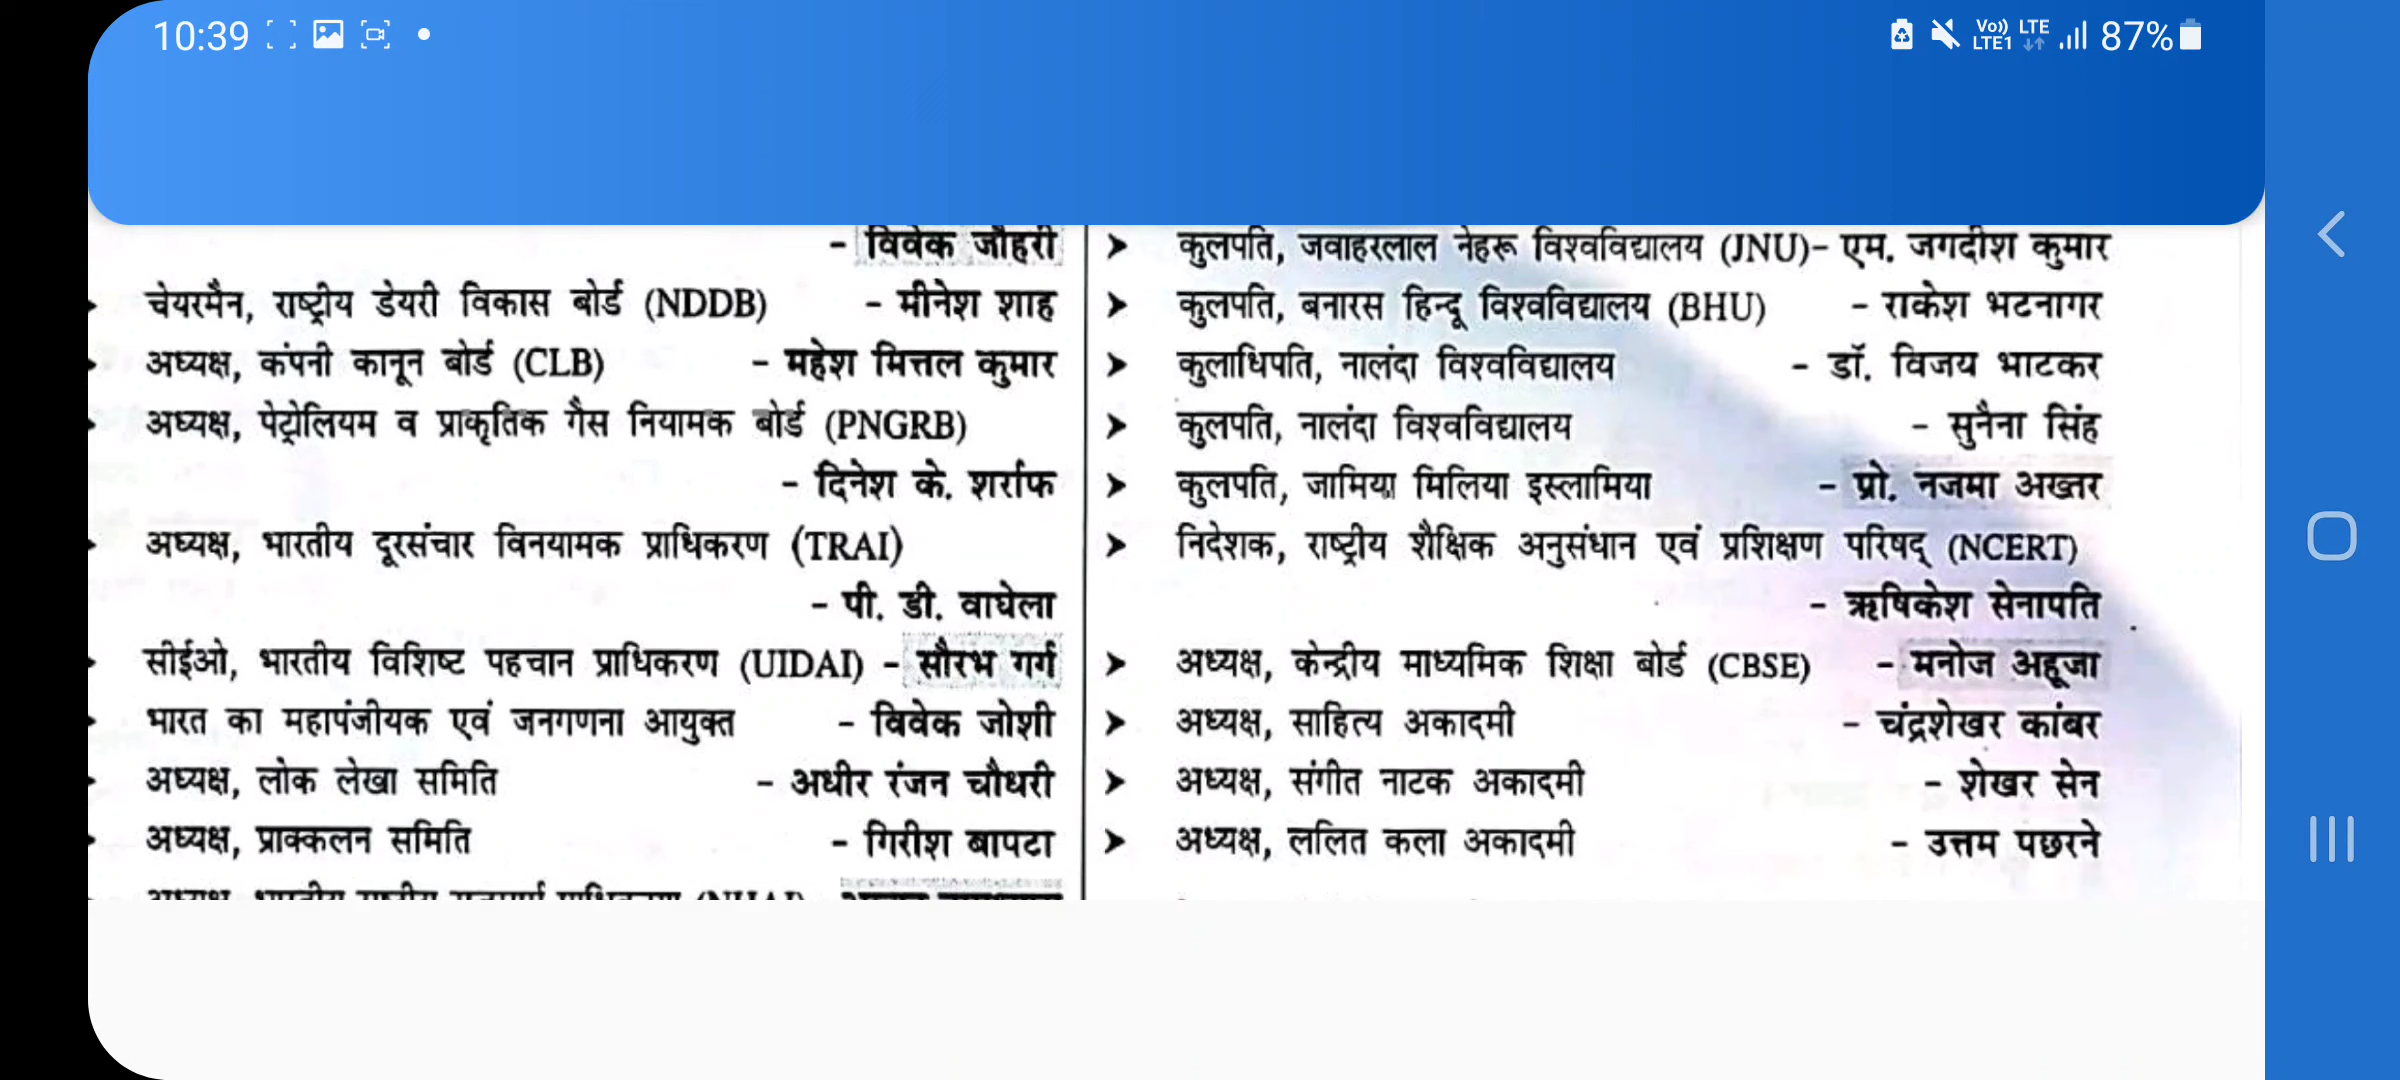 10:39
Vo)) LTE1 LTE 87%
- विवेक जौहरी
चेयरमैन, राष्ट्रीय डेयरी विकास बोर्ड (NDDB) - मीनेश शाह
अध्यक्ष, कंपनी कानून बोर्ड (CLB) - महेश मित्तल कुमार
अध्यक्ष, पेट्रोलियम व प्राकृतिक गैस नियामक बोर्ड (PNGRB)
- दिनेश के. शर्राफ
अध्यक्ष, भारतीय दूरसंचार विनयामक प्राधिकरण (TRAI)
- पी. डी. वाघेला
सीईओ, भारतीय विशिष्ट पहचान प्राधिकरण (UIDAI) - सौरभ गर्ग
भारत का महापंजीयक एवं जनगणना आयुक्त - विवेक जोशी
अध्यक्ष, लोक लेखा समिति - अधीर रंजन चौधरी
अध्यक्ष, प्राक्कलन समिति - गिरीश बापटा
➤ कुलपति, जवाहरलाल नेहरू विश्वविद्यालय (JNU)- एम. जगदीश कुमार
➤ कुलपति, बनारस हिन्दू विश्वविद्यालय (BHU) - राकेश भटनागर
➤ कुलाधिपति, नालंदा विश्वविद्यालय - डॉ. विजय भाटकर
➤ कुलपति, नालंदा विश्वविद्यालय - सुनैना सिंह
➤ कुलपति, जामिया मिलिया इस्लामिया - प्रो. नजमा अख्तर
➤ निदेशक, राष्ट्रीय शैक्षिक अनुसंधान एवं प्रशिक्षण परिषद् (NCERT)
- ऋषिकेश सेनापति
➤ अध्यक्ष, केन्द्रीय माध्यमिक शिक्षा बोर्ड (CBSE) - मनोज अहूजा
➤ अध्यक्ष, साहित्य अकादमी - चंद्रशेखर कांबर
➤ अध्यक्ष, संगीत नाटक अकादमी - शेखर सेन
➤ अध्यक्ष, ललित कला अकादमी - उत्तम पछरने